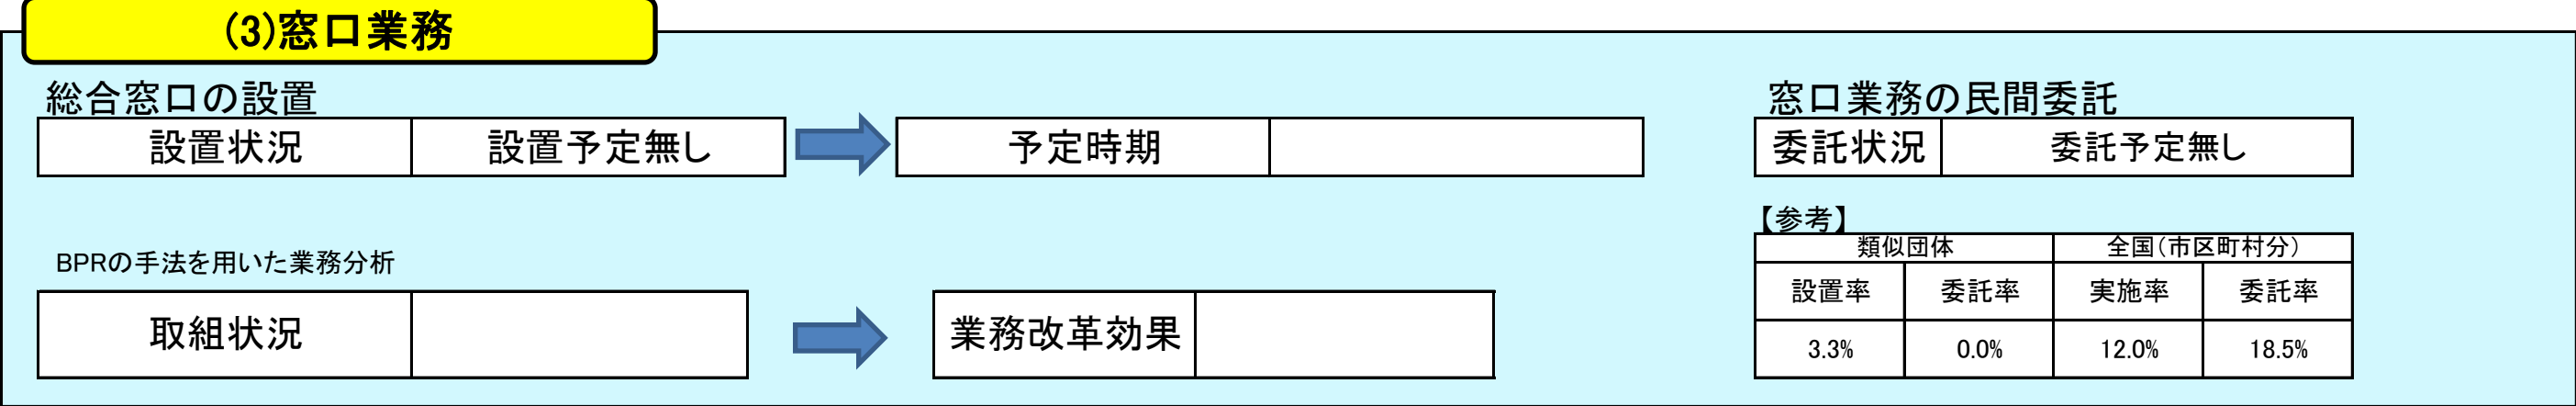 (3)窓口業務
総合窓口の設置
設置状況 設置予定無し 予定時期
窓口業務の民間委託
委託状況 委託予定無し
BPRの手法を用いた業務分析
取組状況 業務改革効果
【参考】
類似団体 全国(市区町村分)
設置率 委託率 実施率 委託率
3.3% 0.0% 12.0% 18.5%